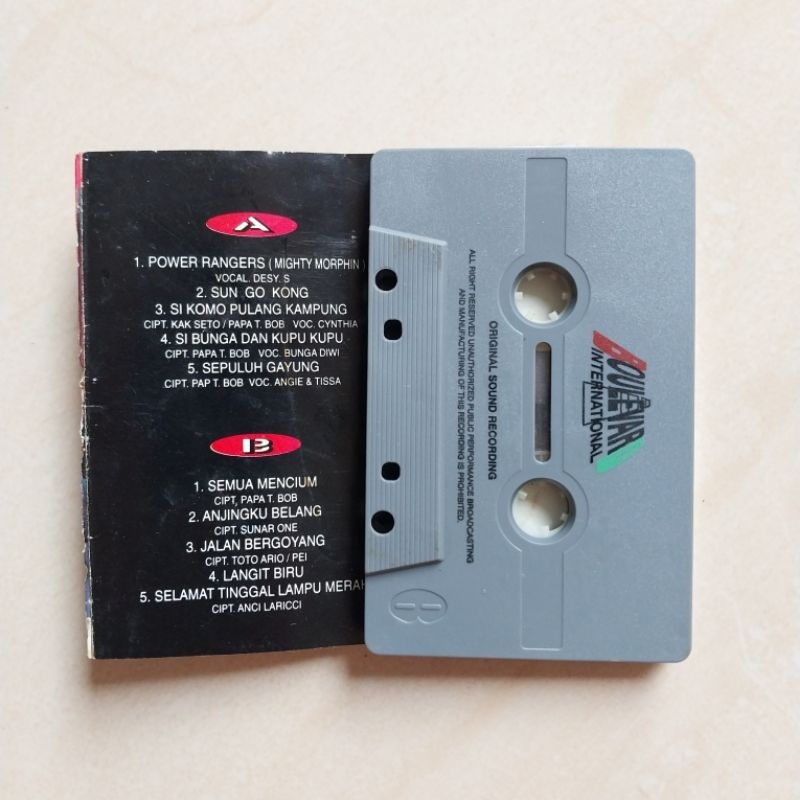 A
1. POWER RANGERS ( MIGHTY MORPHIN )
VOCAL. DESY. S
2. SUN GO KONG
3. SI KOMO PULANG KAMPUNG
CIPT. KAK SETO / PAPA T. BOB VOC. CYNTHIA
4. SI BUNGA DAN KUPU KUPU
CIPT. PAPA T. BOB VOC. BUNGA DIWI
5. SEPULUH GAYUNG
CIPT. PAP T. BOB VOC. ANGIE & TISSA
B
1. SEMUA MENCIUM
CIPT, PAPA T. BOB
2. ANJINGKU BELANG
CIPT. SUNAR ONE
3. JALAN BERGOYANG
CIPT. TOTO ARIO / PEI
4. LANGIT BIRU
5. SELAMAT TINGGAL LAMPU MERAH
CIPT. ANCI LARICCI
BOULEVAR
INTERNATIONAL
ORIGINAL SOUND RECORDING
ALL RIGHT RESERVED UNAUTHORIZED PUBLIC PERFORMANCE BROADCASTING
AND MANUFACTURING OF THIS RECORDING IS PROHIBITED.
B